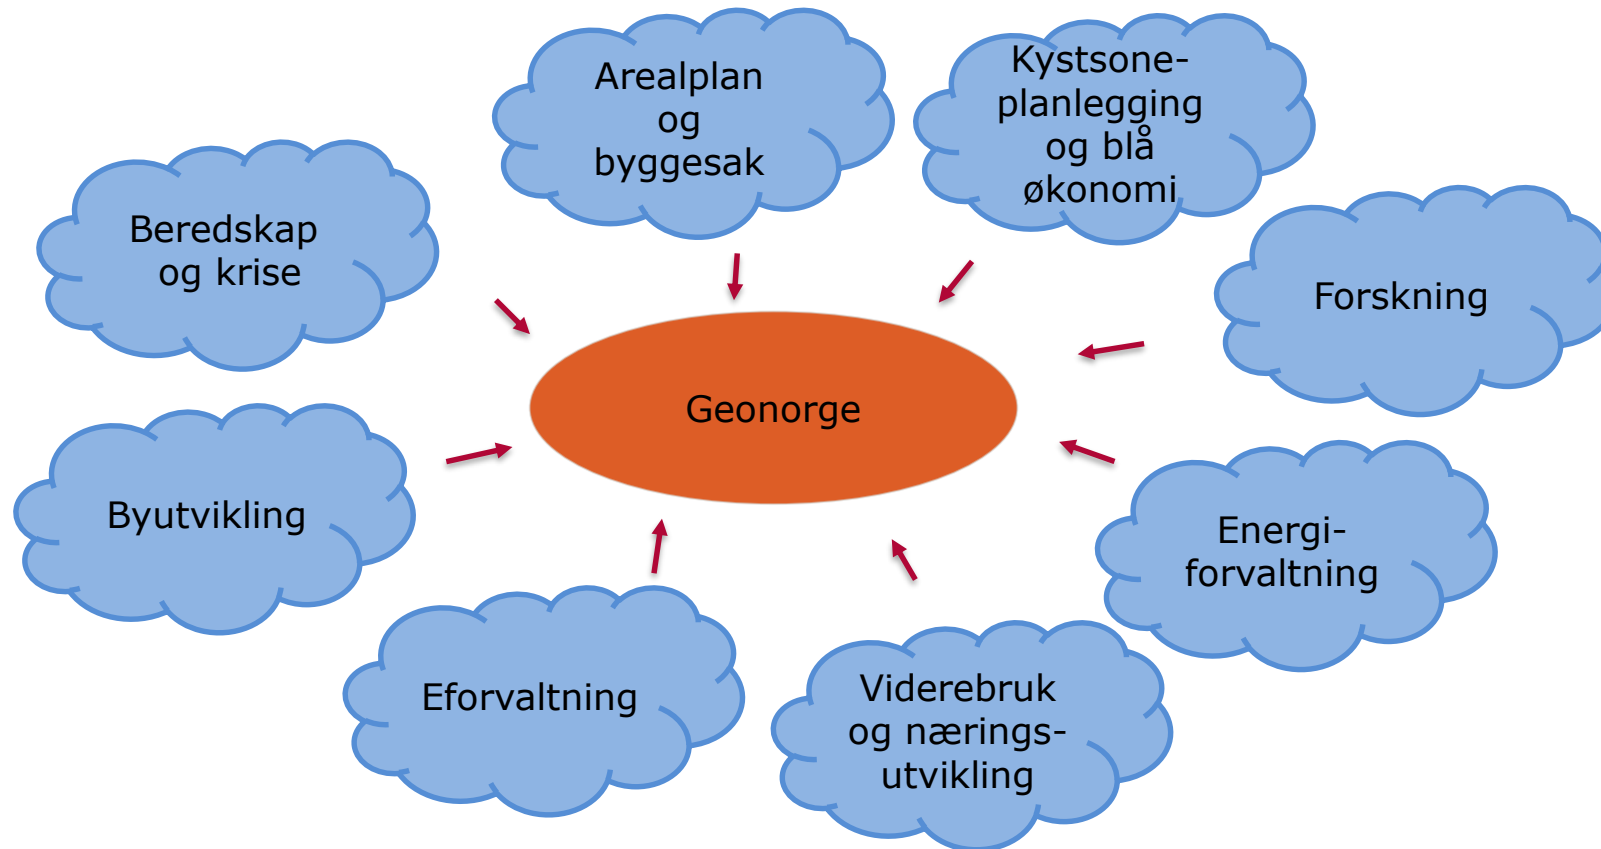 Arealplan
og
byggesak
Kystsone-
planlegging
og blå
økonomi
Beredskap
og krise
Forskning
Geonorge
Byutvikling
Energi-
forvaltning
Eforvaltning
Viderebruk
og nærings-
utvikling